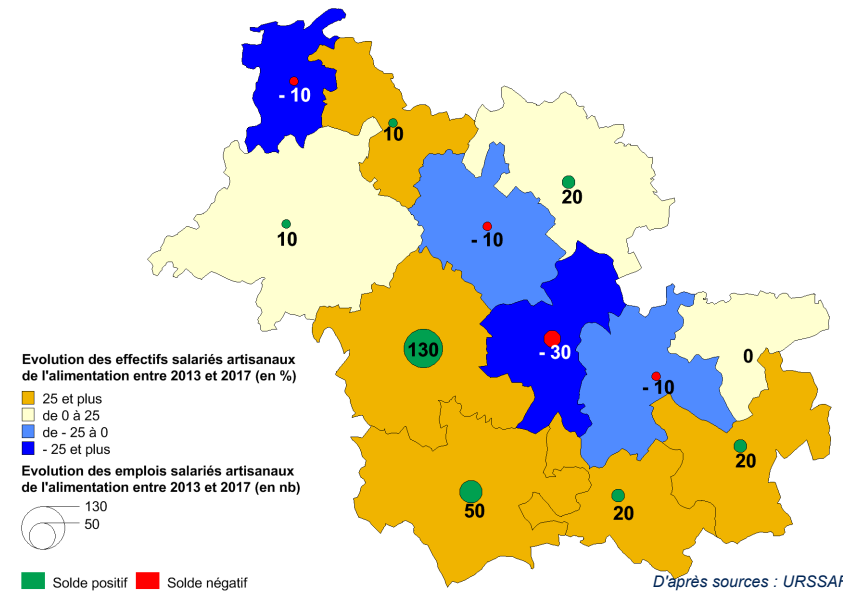 - 10
10
20
10
- 10
130
- 30
0
- 10
20
50
20
Evolution des effectifs salariés artisanaux
de l'alimentation entre 2013 et 2017 (en %)
25 et plus
de 0 à 25
de - 25 à 0
- 25 et plus
Evolution des emplois salariés artisanaux
de l'alimentation entre 2013 et 2017 (en nb)
130
50
Solde positif Solde négatif
D'après sources : URSSAF